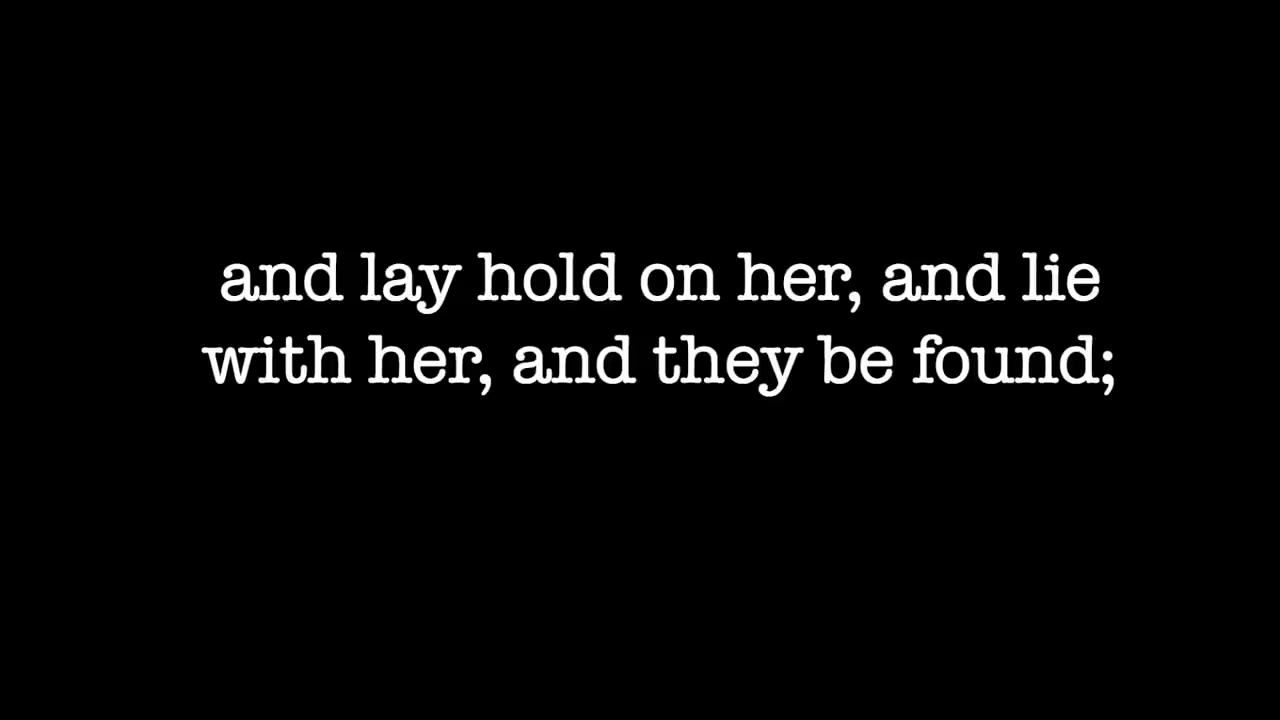 and lay hold on her, and lie
with her, and they be found;